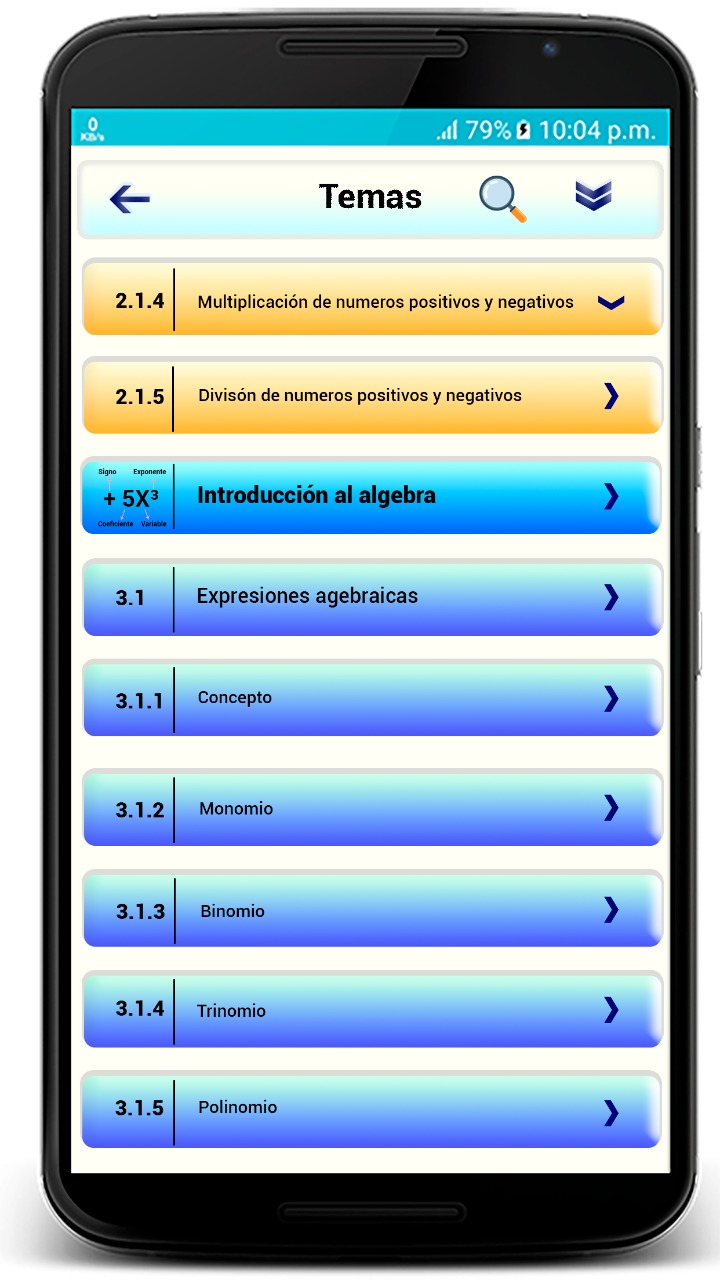 0
KB/s
79% 10:04 p.m.
Temas
2.1.4 Multiplicación de numeros positivos y negativos
2.1.5 Divisón de numeros positivos y negativos
Signo Exponente
+ 5X³
Coeficiente Variable
Introducción al algebra
3.1 Expresiones agebraicas
3.1.1 Concepto
3.1.2 Monomio
3.1.3 Binomio
3.1.4 Trinomio
3.1.5 Polinomio